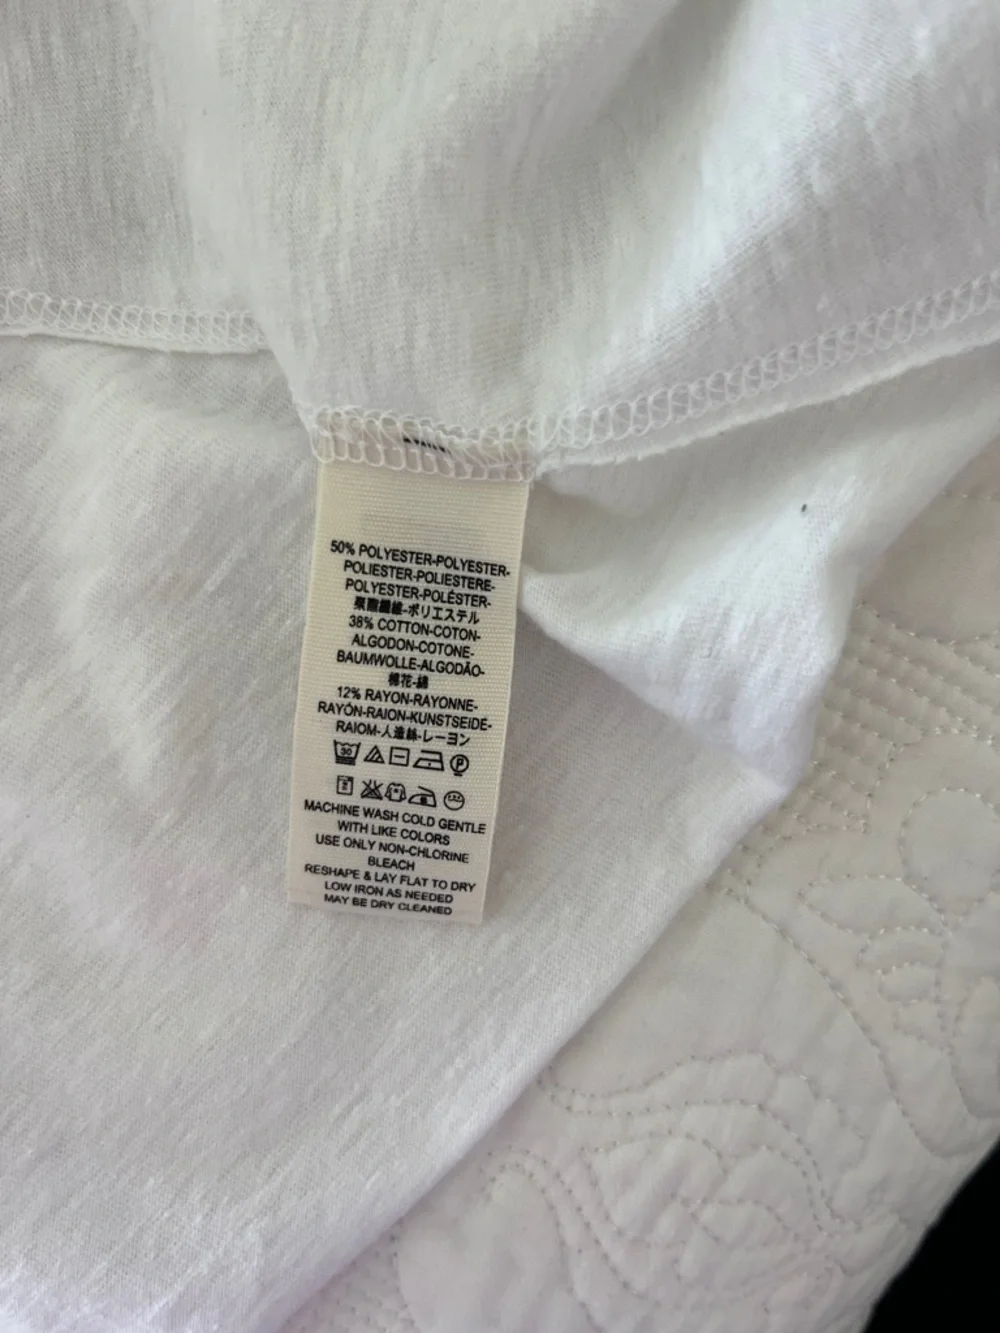 50% POLYESTER-POLYESTER-
POLIESTER-POLIESTERE-
POLYESTER-POLÉSTER-
聚酯纖維-ポリエステル
38% COTTON-COTON-
ALGODON-COTONE-
BAUMWOLLE-ALGODÃO-
棉花-綿
12% RAYON-RAYONNE-
RAYÓN-RAION-KUNSTSEIDE-
RAIOM-人造絲-レーヨン
30 P
MACHINE WASH COLD GENTLE
WITH LIKE COLORS
USE ONLY NON-CHLORINE
BLEACH
RESHAPE & LAY FLAT TO DRY
LOW IRON AS NEEDED
MAY BE DRY CLEANED